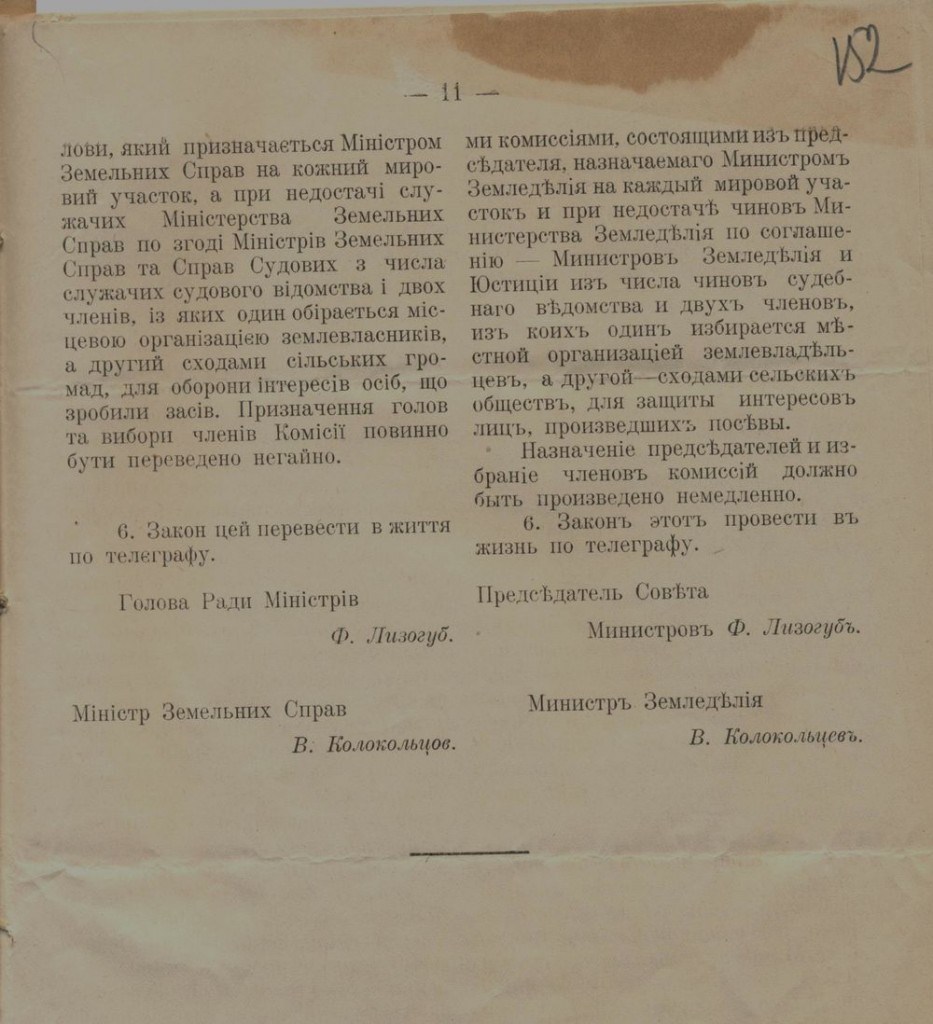 152
— 11 —
лови, який призначається Міністром
Земельних Справ на кожний миро-
вий участок, а при недостачі слу-
жачих Міністерства Земельних
Справ по згоді Міністрів Земельних
Справ та Справ Судових з числа
служачих судового відомства і двох
членів, із яких один обірається міс-
цевою організацією землевласників,
а другий сходами сільських гро-
мад, для оборони інтересів осіб, що
зробили засів. Призначення голов
та вибори членів Комісії повинно
бути переведено негайно.
6. Закон цей перевести в життя
по телєграфу.
Голова Ради Міністрів
Ф. Лизогуб.
Міністр Земельних Справ
В. Колокольцов.
ми комиссіями, состоящими изъ пред-
сѣдателя, назначаемаго Министромъ
Земледѣлія на каждый мировой уча-
стокъ и при недостачѣ чиновъ Ми-
нистерства Земледѣлія по соглаше-
нію — Министровъ Земледѣлія и
Юстиціи изъ числа чиновъ судеб-
наго вѣдомства и двухъ членовъ,
изъ коихъ одинъ избирается мѣ-
стной организаціей землевладѣль-
цевъ, а другой—сходами сельскихъ
обществъ, для защиты интересовъ
лицъ, произведшихъ посѣвы.
Назначеніе предсѣдателей и из-
браніе членовъ комиссій должно
быть произведено немедленно.
6. Законъ этотъ провести въ
жизнь по телеграфу.
Предсѣдатель Совѣта
Министровъ Ф. Лизогубъ.
Министръ Земледѣлія
В. Колокольцевъ.